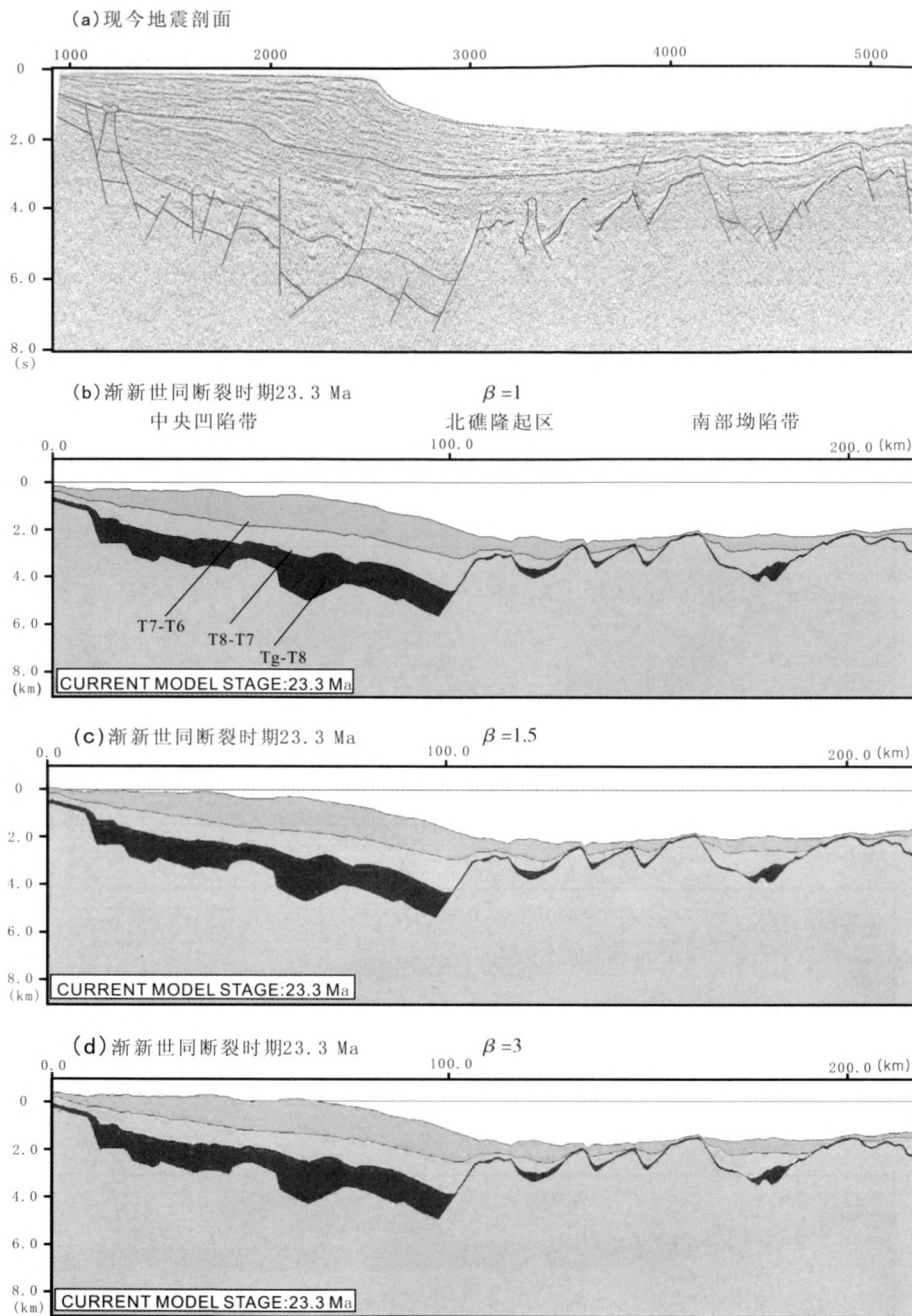 (a)现今地震剖面
1000 2000 3000 4000 5000
0
2.0
4.0
6.0
8.0
(s)
(b)渐新世同断裂时期23.3 Ma β=1
中央凹陷带 北礁隆起区 南部坳陷带
0.0 100.0 200.0 (km)
0
2.0
4.0
T7-T6
T8-T7
Tg-T8
6.0
8.0
(km)
CURRENT MODEL STAGE:23.3 Ma
(c)渐新世同断裂时期23.3 Ma β=1.5
0.0 100.0 200.0 (km)
0
2.0
4.0
6.0
8.0
(km)
CURRENT MODEL STAGE:23.3 Ma
(d)渐新世同断裂时期23.3 Ma β=3
0.0 100.0 200.0 (km)
0
2.0
4.0
6.0
8.0
(km)
CURRENT MODEL STAGE:23.3 Ma